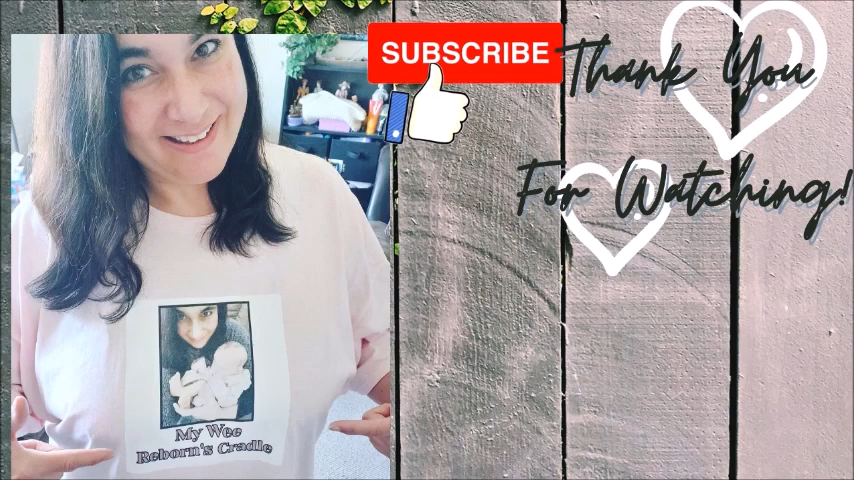 SUBSCRIBE
Thank You
For Watching!
My Wee
Reborn's Cradle